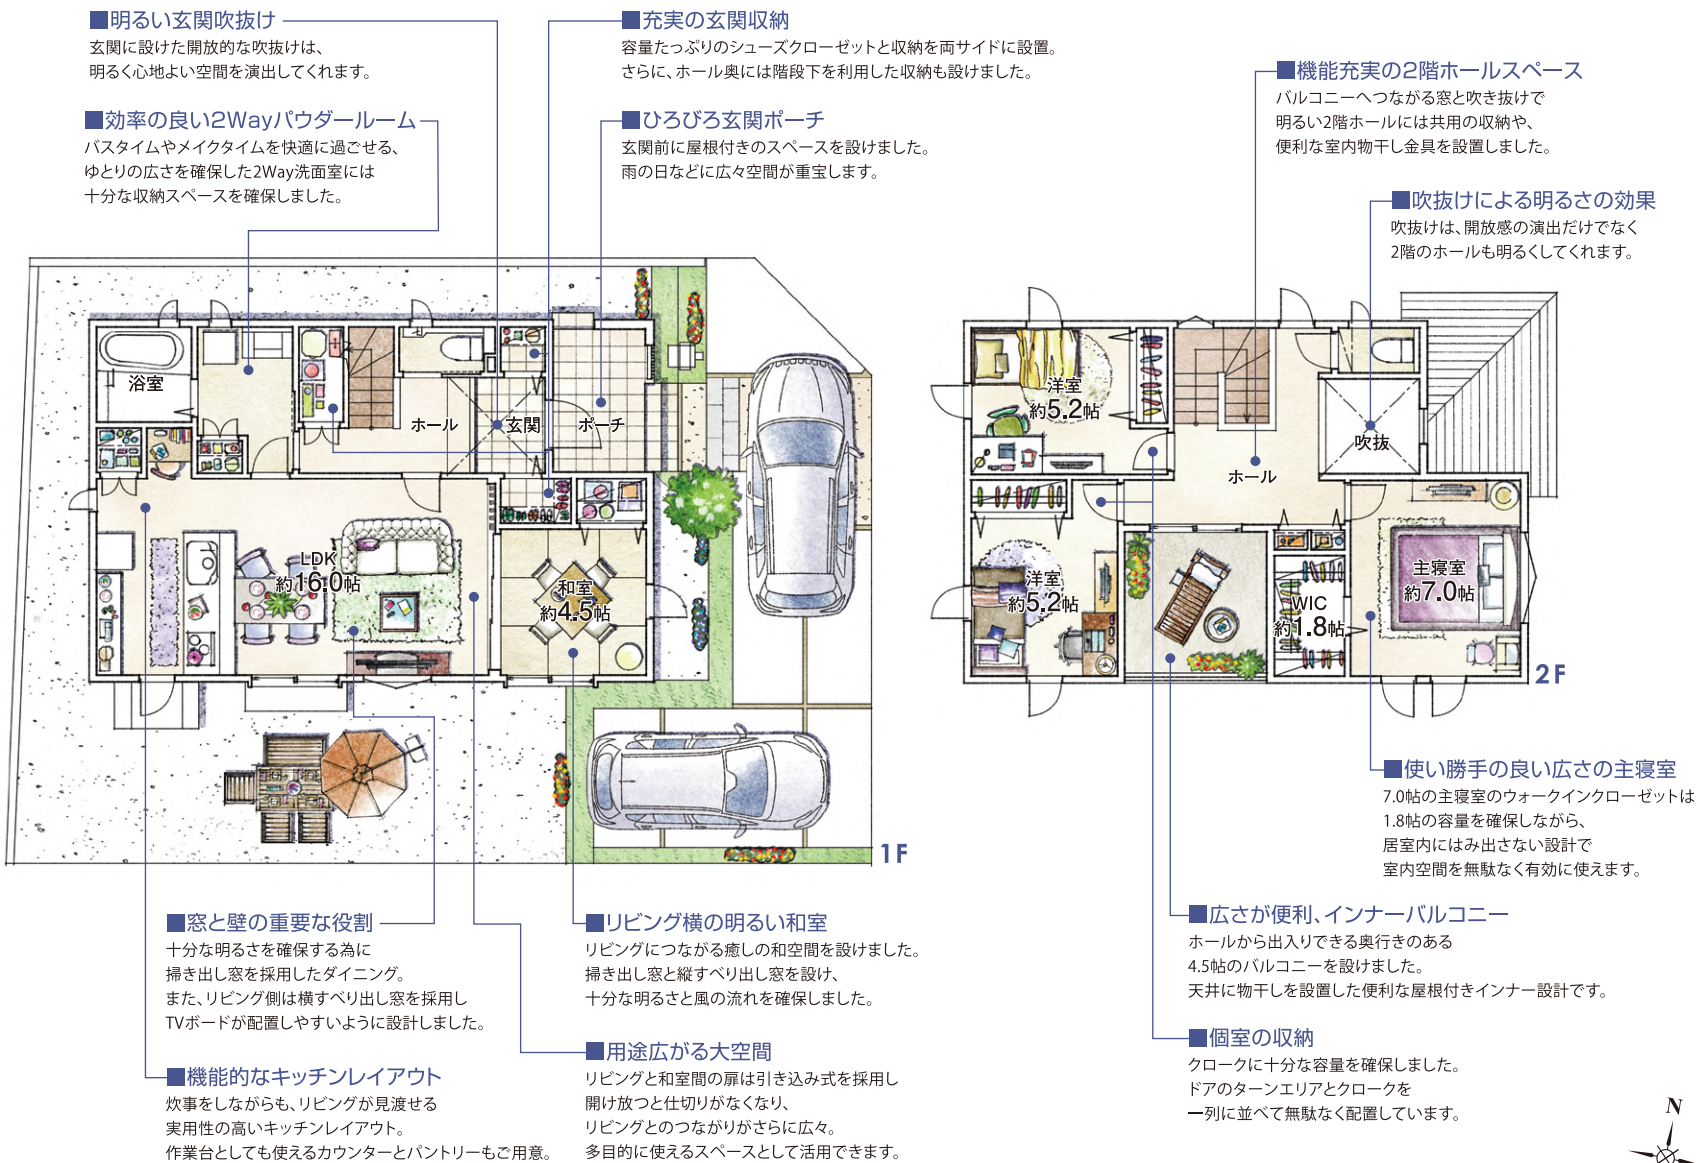 ■明るい玄関吹抜け
玄関に設けた開放的な吹抜けは、
明るく心地よい空間を演出してくれます。
■効率の良い2Wayパウダールーム
バスタイムやメイクタイムを快適に過ごせる、
ゆとりの広さを確保した2Way洗面室には
十分な収納スペースを確保しました。
■充実の玄関収納
容量たっぷりのシューズクローゼットと収納を両サイドに設置。
さらに、ホール奥には階段下を利用した収納も設けました。
■ひろびろ玄関ポーチ
玄関前に屋根付きのスペースを設けました。
雨の日などに広々空間が重宝します。
■機能充実の2階ホールスペース
バルコニーへつながる窓と吹き抜けで
明るい2階ホールには共用の収納や、
便利な室内物干し金具を設置しました。
■吹抜けによる明るさの効果
吹抜けは、開放感の演出だけでなく
2階のホールも明るくしてくれます。
浴室
ホール
玄関
ポーチ
LDK
約16.0帖
和室
約4.5帖
1F
洋室
約5.2帖
吹抜
ホール
洋室
約5.2帖
WIC
約1.8帖
主寝室
約7.0帖
2F
■窓と壁の重要な役割
十分な明るさを確保する為に
掃き出し窓を採用したダイニング。
また、リビング側は横すべり出し窓を採用し
TVボードが配置しやすいように設計しました。
■機能的なキッチンレイアウト
炊事をしながらも、リビングが見渡せる
実用性の高いキッチンレイアウト。
作業台としても使えるカウンターとパントリーもご用意。
■リビング横の明るい和室
リビングにつながる癒しの和空間を設けました。
掃き出し窓と縦すべり出し窓を設け、
十分な明るさと風の流れを確保しました。
■用途広がる大空間
リビングと和室間の扉は引き込み式を採用し
開け放つと仕切りがなくなり、
リビングとのつながりがさらに広々。
多目的に使えるスペースとして活用できます。
■使い勝手の良い広さの主寝室
7.0帖の主寝室のウォークインクローゼットは
1.8帖の容量を確保しながら、
居室内にはみ出さない設計で
室内空間を無駄なく有効に使えます。
■広さが便利、インナーバルコニー
ホールから出入りできる奥行きのある
4.5帖のバルコニーを設けました。
天井に物干しを設置した便利な屋根付きインナー設計です。
■個室の収納
クロークに十分な容量を確保しました。
ドアのターンエリアとクロークを
一列に並べて無駄なく配置しています。
N